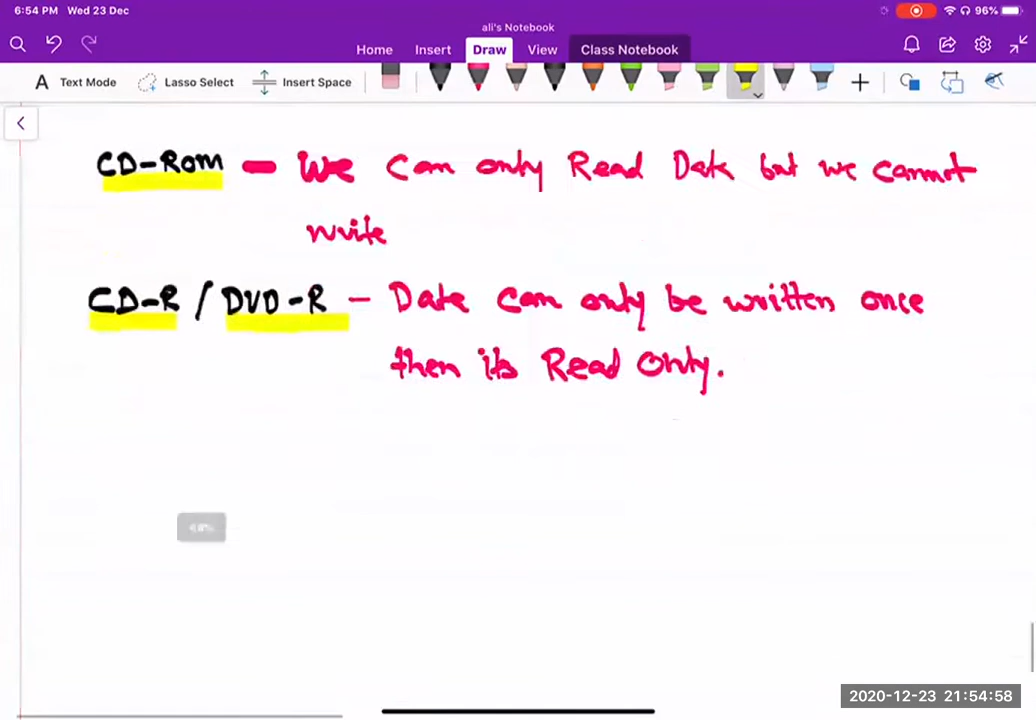 6:54 PM Wed 23 Dec
96%
ali's Notebook
Home Insert Draw View Class Notebook
A Text Mode Lasso Select Insert Space
CD-Rom - We Can only Read Data but we cannot
write
CD-R / DVD-R - Data can only be written once
then its Read Only.
2020-12-23 21:54:58